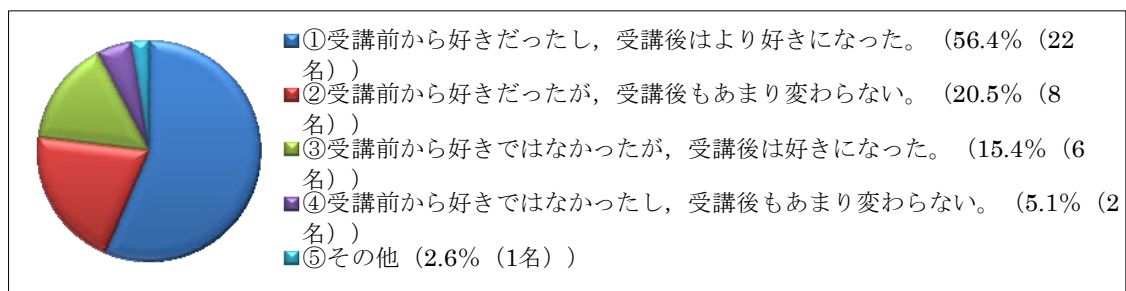 ①受講前から好きだったし，受講後はより好きになった。（56.4%（22
名））
②受講前から好きだったが，受講後もあまり変わらない。（20.5%（8
名））
③受講前から好きではなかったが，受講後は好きになった。（15.4%（6
名））
④受講前から好きではなかったし，受講後もあまり変わらない。（5.1%（2
名））
⑤その他（2.6%（1名））